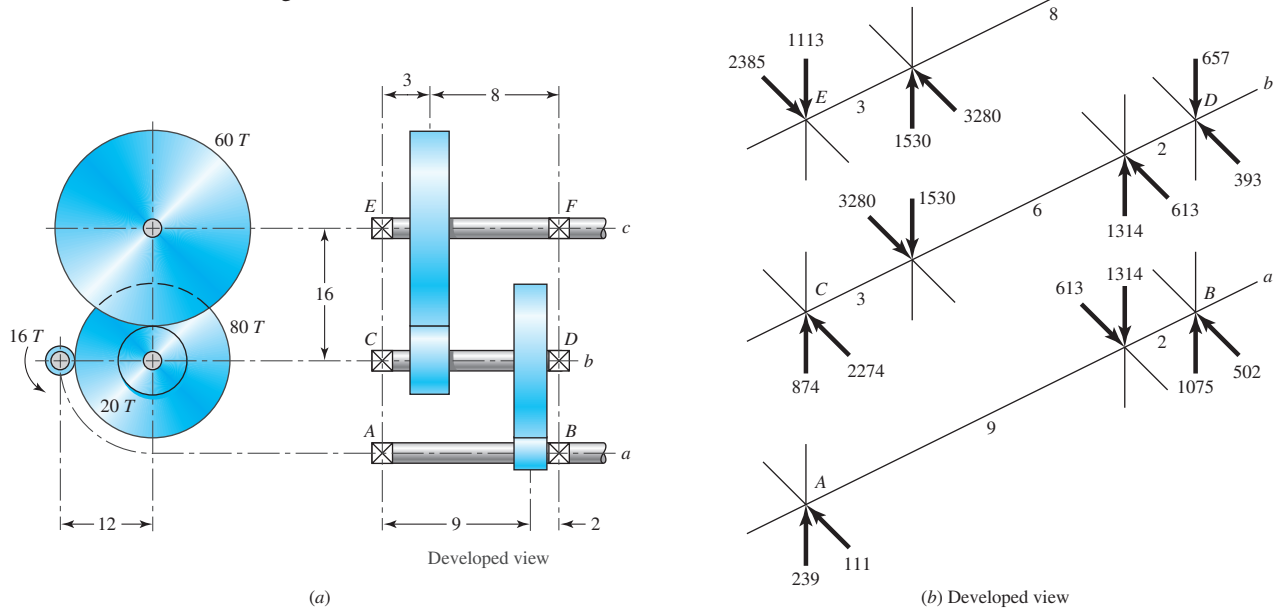 3
8
60 T
E
F
c
16
16 T
80 T
C
D
b
20 T
A
B
a
12
9
2
Developed view
(a)
8
1113
2385
657
E
D
b
3
3280
1530
2
393
3280
1530
6
613
1314
C
1314
a
3
613
B
2
874
2274
1075
502
9
A
239
111
(b) Developed view